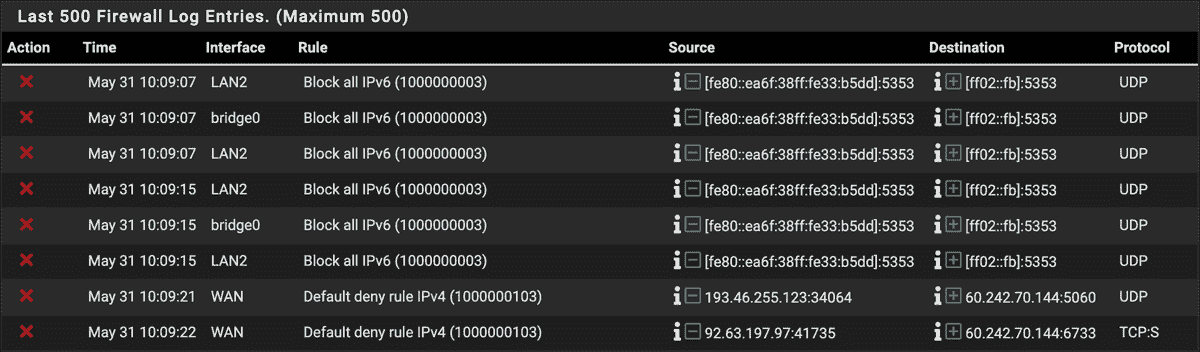 Last 500 Firewall Log Entries. (Maximum 500)
Action Time Interface Rule Source Destination Protocol
May 31 10:09:07 LAN2 Block all IPv6 (1000000003) [fe80::ea6f:38ff:fe33:b5dd]:5353 [ff02::fb]:5353 UDP
May 31 10:09:07 bridge0 Block all IPv6 (1000000003) [fe80::ea6f:38ff:fe33:b5dd]:5353 [ff02::fb]:5353 UDP
May 31 10:09:07 LAN2 Block all IPv6 (1000000003) [fe80::ea6f:38ff:fe33:b5dd]:5353 [ff02::fb]:5353 UDP
May 31 10:09:15 LAN2 Block all IPv6 (1000000003) [fe80::ea6f:38ff:fe33:b5dd]:5353 [ff02::fb]:5353 UDP
May 31 10:09:15 bridge0 Block all IPv6 (1000000003) [fe80::ea6f:38ff:fe33:b5dd]:5353 [ff02::fb]:5353 UDP
May 31 10:09:15 LAN2 Block all IPv6 (1000000003) [fe80::ea6f:38ff:fe33:b5dd]:5353 [ff02::fb]:5353 UDP
May 31 10:09:21 WAN Default deny rule IPv4 (1000000103) 193.46.255.123:34064 60.242.70.144:5060 UDP
May 31 10:09:22 WAN Default deny rule IPv4 (1000000103) 92.63.197.97:41735 60.242.70.144:6733 TCP:S